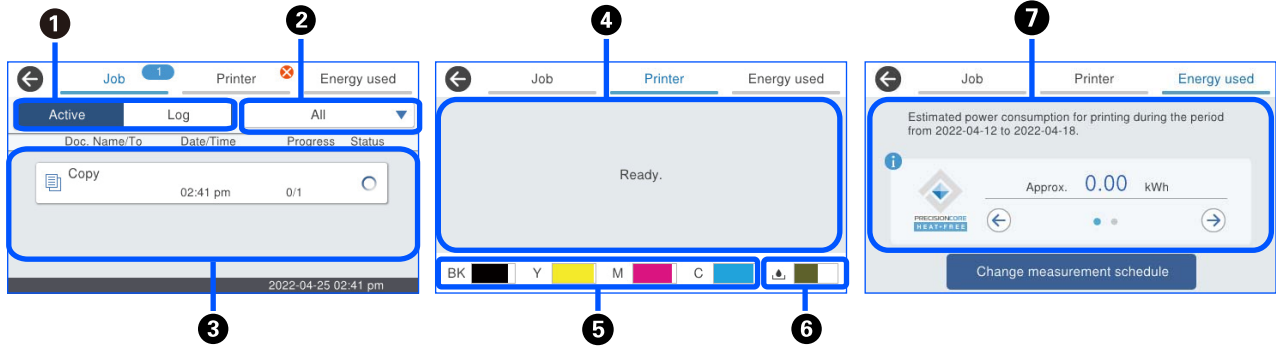 1 2 4 7
Job 1 Printer Energy used
Active Log All
Doc. Name/To Date/Time Progress Status
Copy
02:41 pm 0/1
2022-04-25 02:41 pm
3
Job Printer Energy used
Ready.
BK Y M C
5 6
Job Printer Energy used
Estimated power consumption for printing during the period
from 2022-04-12 to 2022-04-18.
i
Approx. 0.00 kWh
PRECISIONCORE
HEAT-FREE
Change measurement schedule